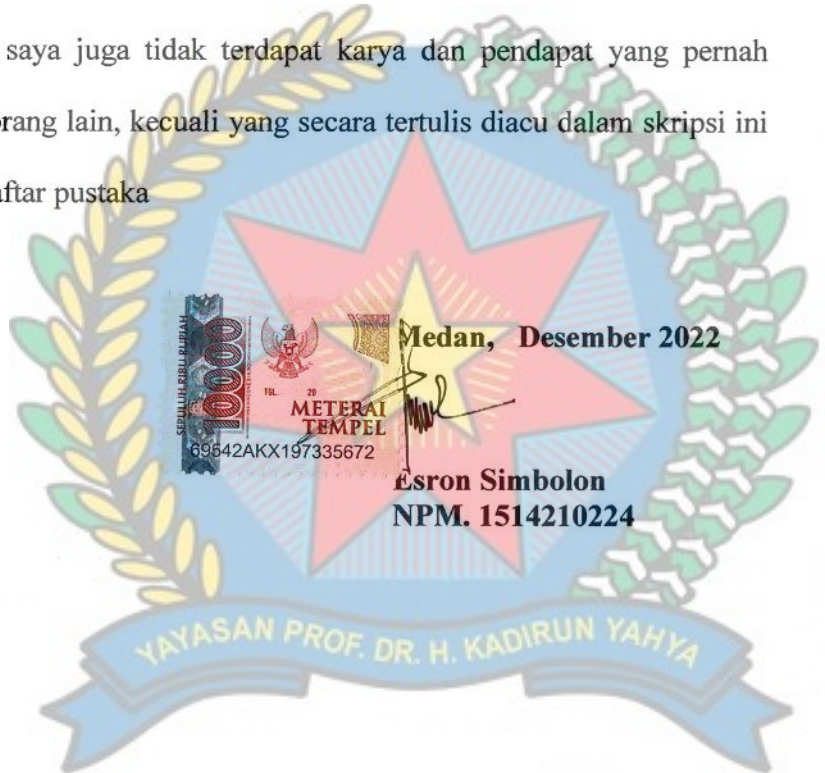 saya juga tidak terdapat karya dan pendapat yang pernah
orang lain, kecuali yang secara tertulis diacu dalam skripsi ini
aftar pustaka
SEPULUH RIBU RUPIAH
10000
TGL. 20
METERAI
TEMPEL
69542AKX197335672
Medan, Desember 2022
Esron Simbolon
NPM. 1514210224
YAYASAN PROF. DR. H. KADIRUN YAHYA